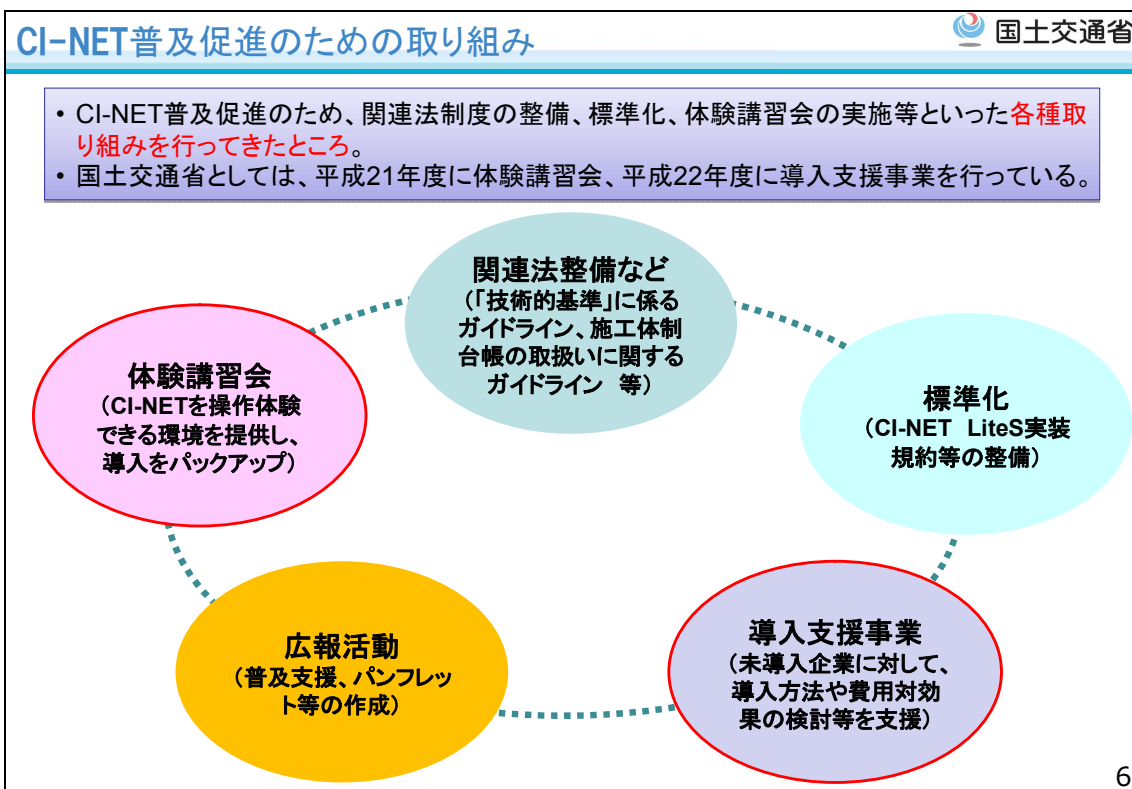 CI-NET普及促進のための取り組み
国土交通省
• CI-NET普及促進のため、関連法制度の整備、標準化、体験講習会の実施等といった各種取
り組みを行ってきたところ。
• 国土交通省としては、平成21年度に体験講習会、平成22年度に導入支援事業を行っている。
関連法整備など
(「技術的基準」に係る
ガイドライン、施工体制
台帳の取扱いに関する
ガイドライン 等)
体験講習会
(CI-NETを操作体験
できる環境を提供し、
導入をバックアップ)
標準化
(CI-NET LiteS実装
規約等の整備)
広報活動
(普及支援、パンフレッ
ト等の作成)
導入支援事業
(未導入企業に対して、
導入方法や費用対効
果の検討等を支援)
6